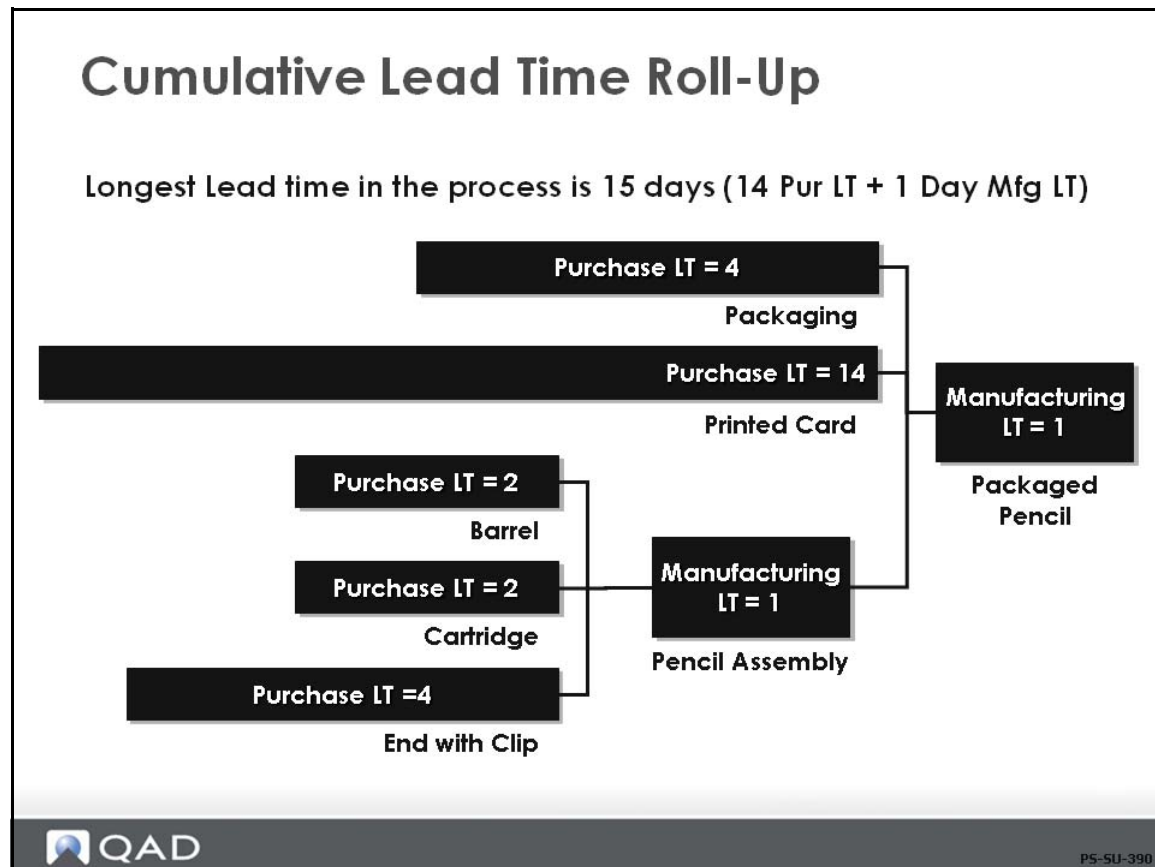 Cumulative Lead Time Roll-Up
Longest Lead time in the process is 15 days (14 Pur LT + 1 Day Mfg LT)
Purchase LT = 4
Packaging
Purchase LT = 14
Printed Card
Manufacturing
LT = 1
Packaged
Pencil
Purchase LT = 2
Barrel
Purchase LT = 2
Cartridge
Manufacturing
LT = 1
Pencil Assembly
Purchase LT =4
End with Clip
QAD
PS-SU-390